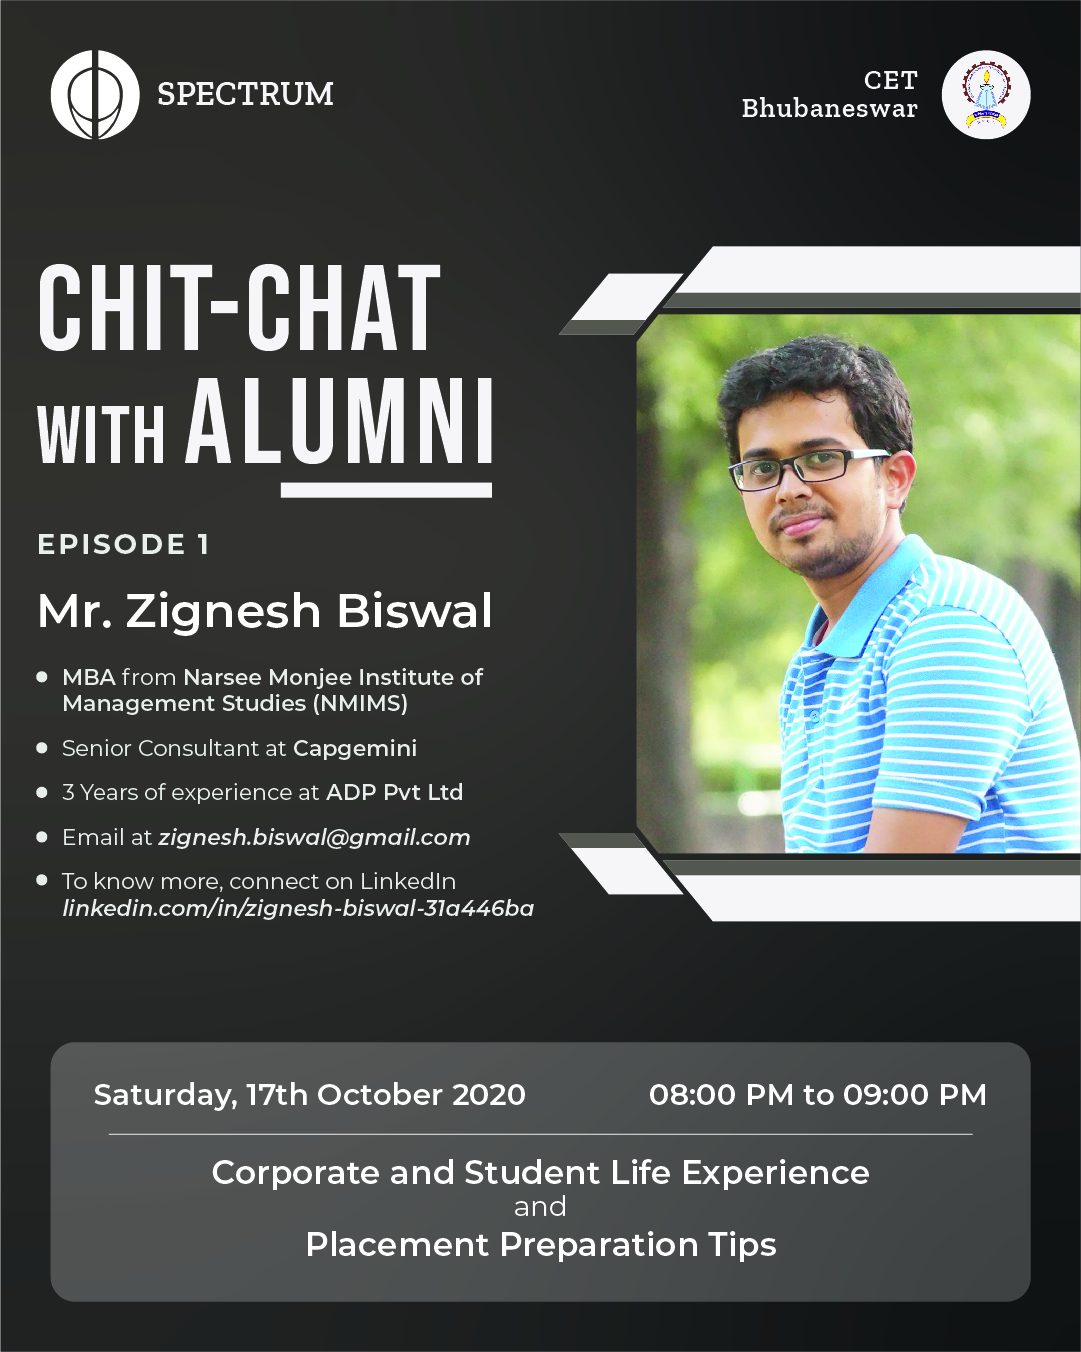 SPECTRUM
CET
Bhubaneswar
CHIT-CHAT
WITH ALUMNI
EPISODE 1
Mr. Zignesh Biswal
MBA from Narsee Monjee Institute of
Management Studies (NMIMS)
Senior Consultant at Capgemini
3 Years of experience at ADP Pvt Ltd
Email at zignesh.biswal@gmail.com
To know more, connect on LinkedIn
linkedin.com/in/zignesh-biswal-31a446ba
Saturday, 17th October 2020
08:00 PM to 09:00 PM
Corporate and Student Life Experience
and
Placement Preparation Tips